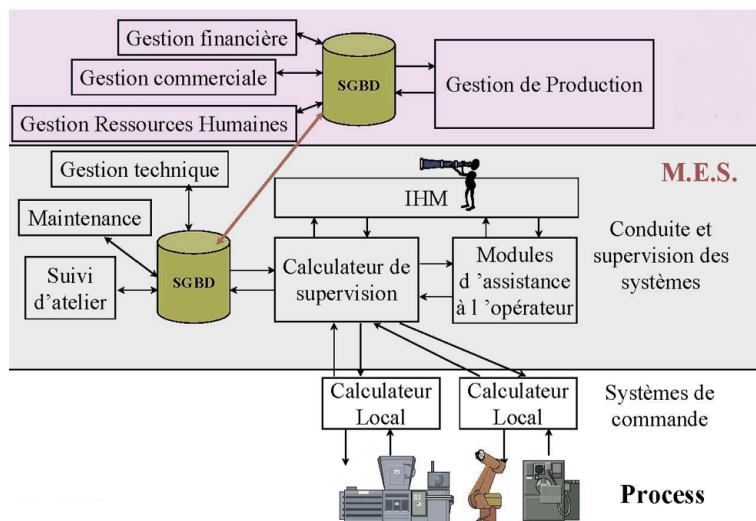 Gestion financière
Gestion commerciale
Gestion Ressources Humaines
SGBD
Gestion de Production
M.E.S.
Gestion technique
Maintenance
Suivi
d'atelier
SGBD
IHM
Calculateur de
supervision
Modules
d 'assistance
à l 'opérateur
Conduite et
supervision des
systèmes
Calculateur
Local
Calculateur
Local
Systèmes de
commande
Process